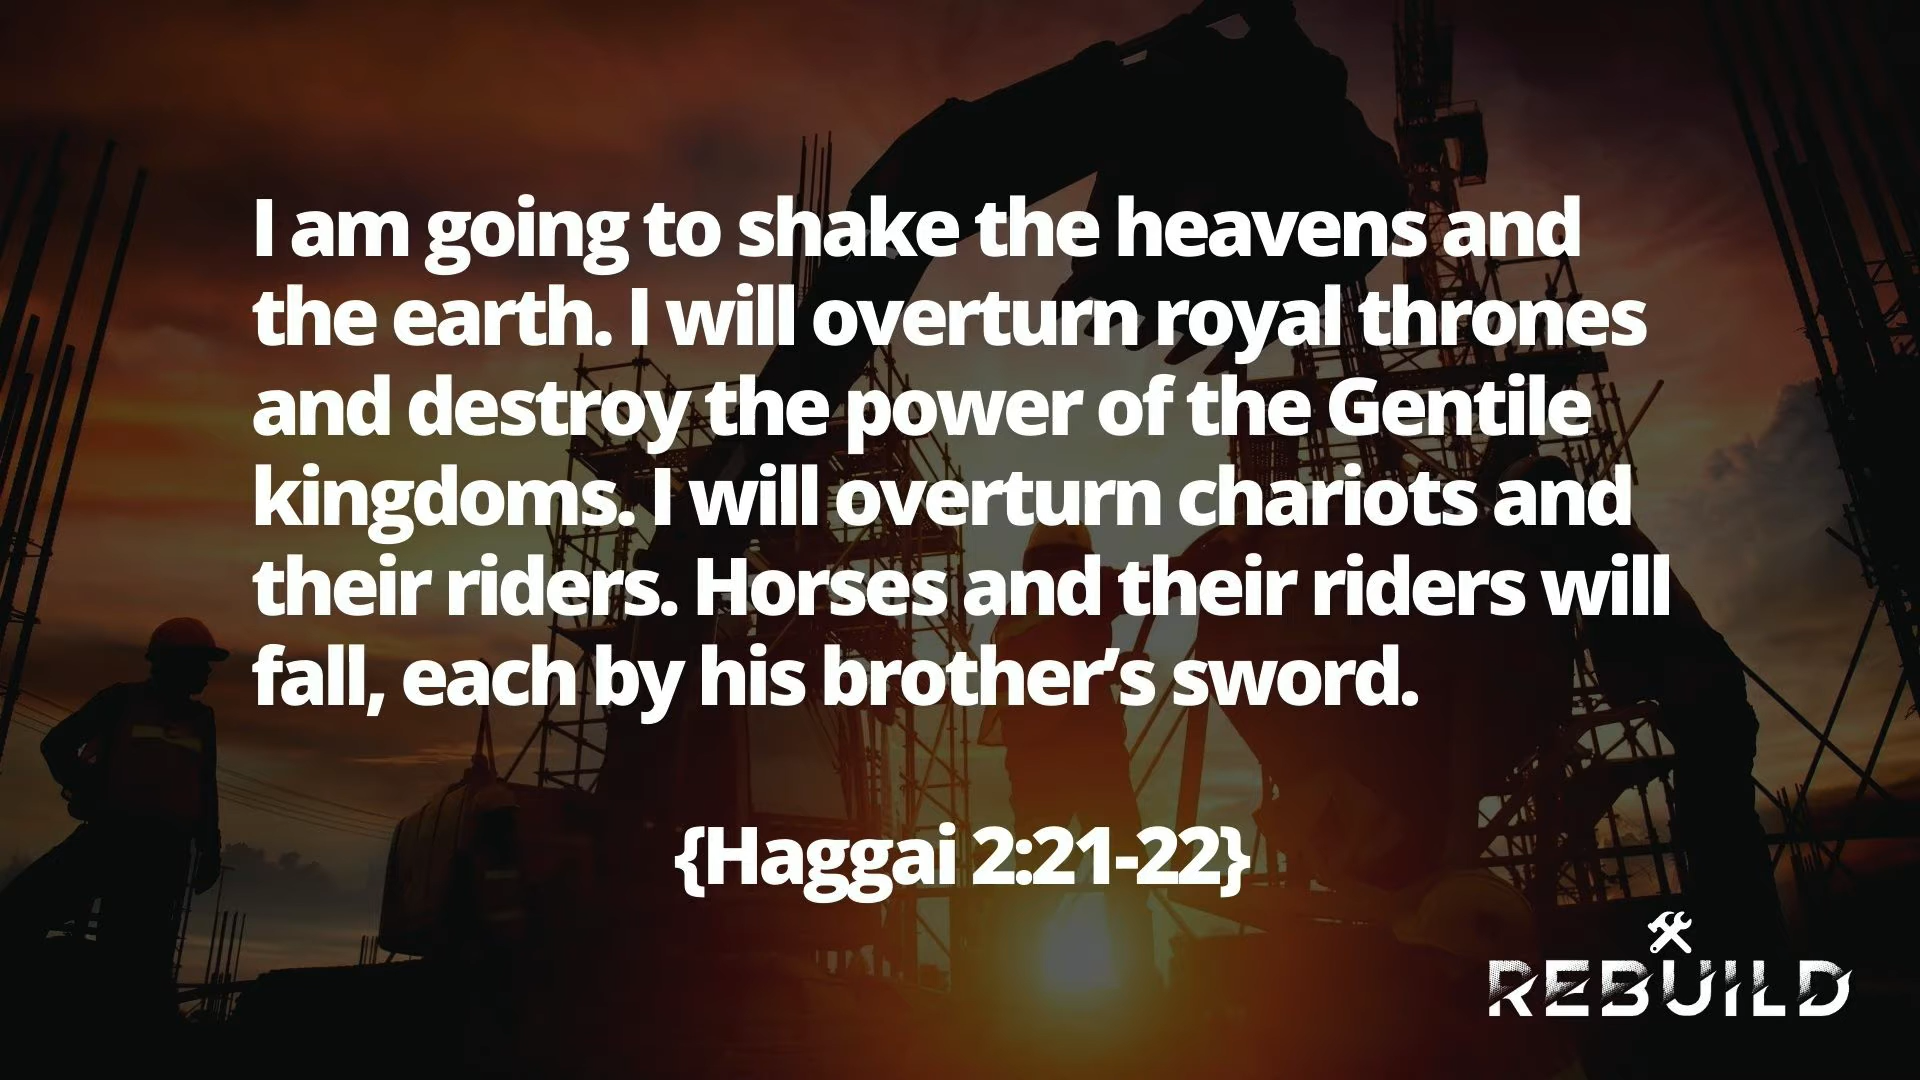 I am going to shake the heavens and
the earth. I will overturn royal thrones
and destroy the power of the Gentile
kingdoms. I will overturn chariots and
their riders. Horses and their riders will
fall, each by his brother’s sword.
{Haggai 2:21-22}
REBUILD